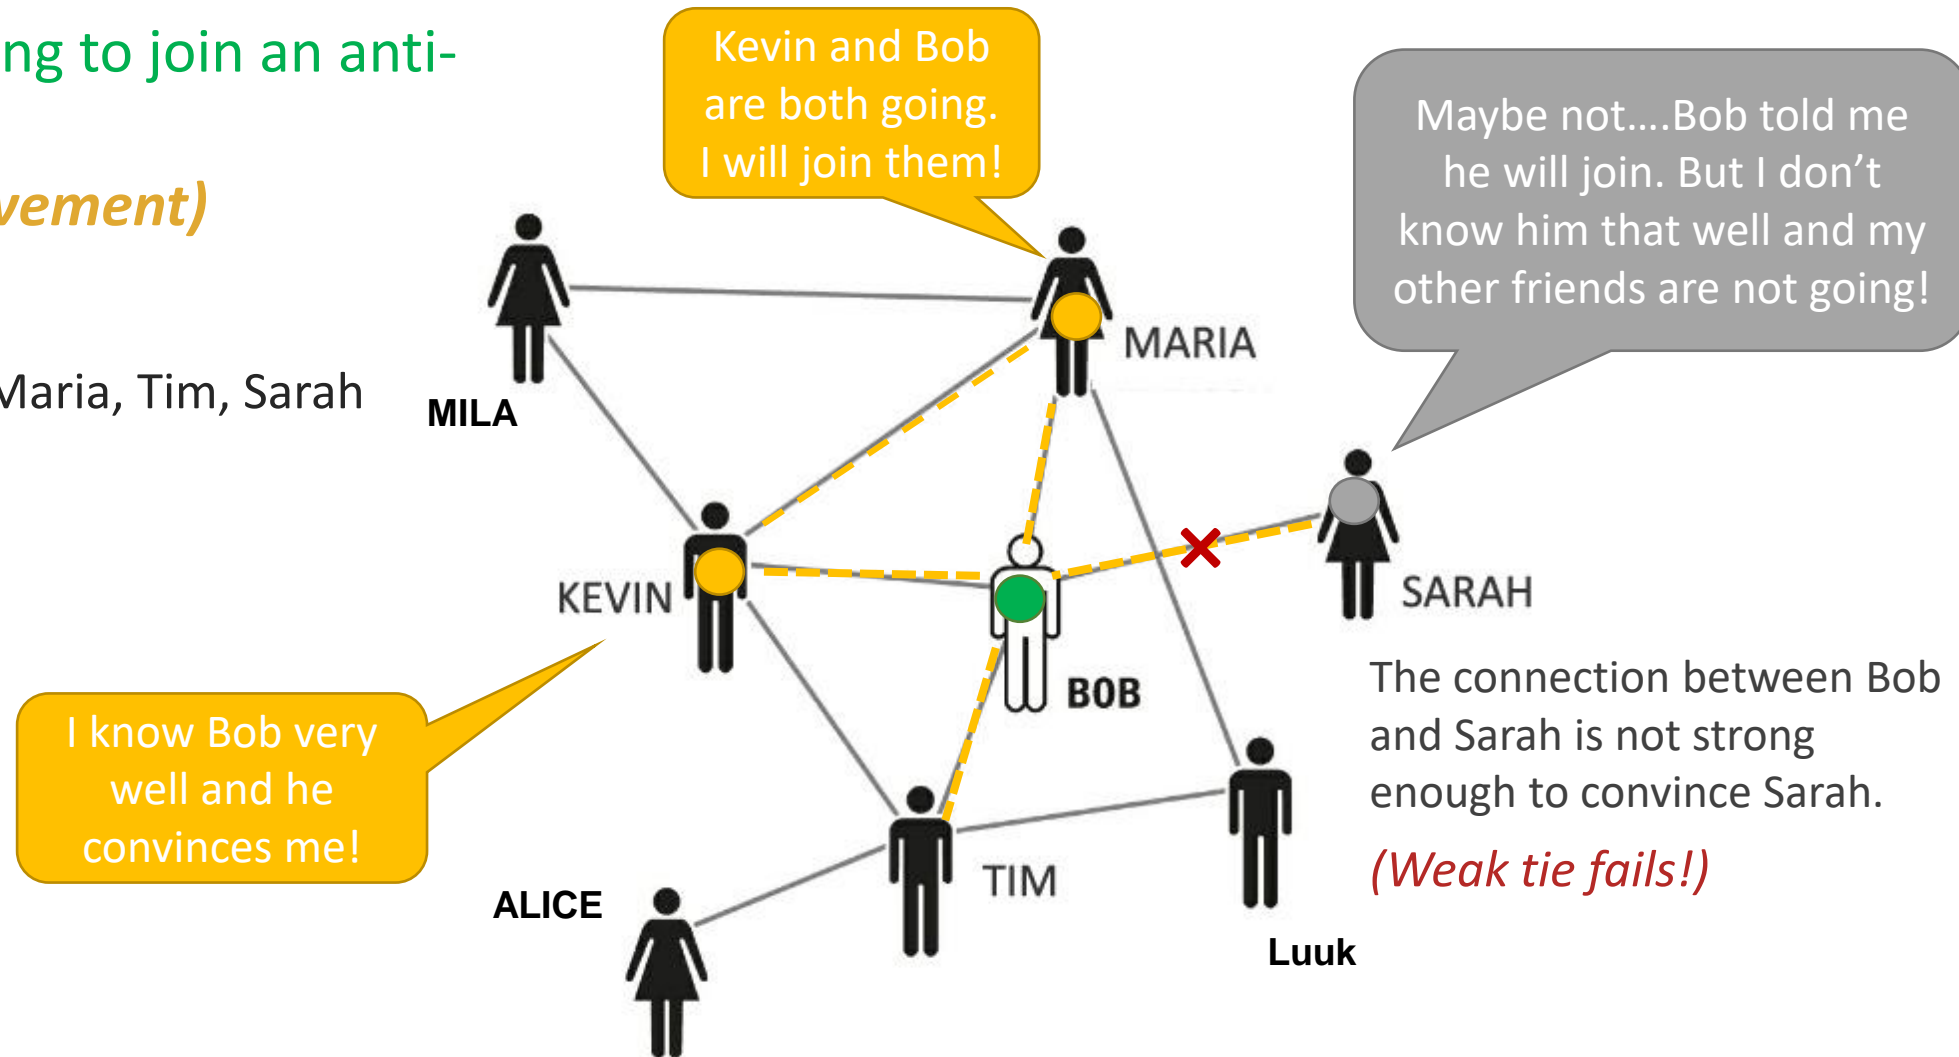 ng to join an anti-
vement)
Maria, Tim, Sarah
Kevin and Bob
are both going.
I will join them!
Maybe not....Bob told me
he will join. But I don't
know him that well and my
other friends are not going!
MARIA
MILA
KEVIN
SARAH
BOB
I know Bob very
well and he
convinces me!
The connection between Bob
and Sarah is not strong
enough to convince Sarah.
(Weak tie fails!)
TIM
ALICE
Luuk